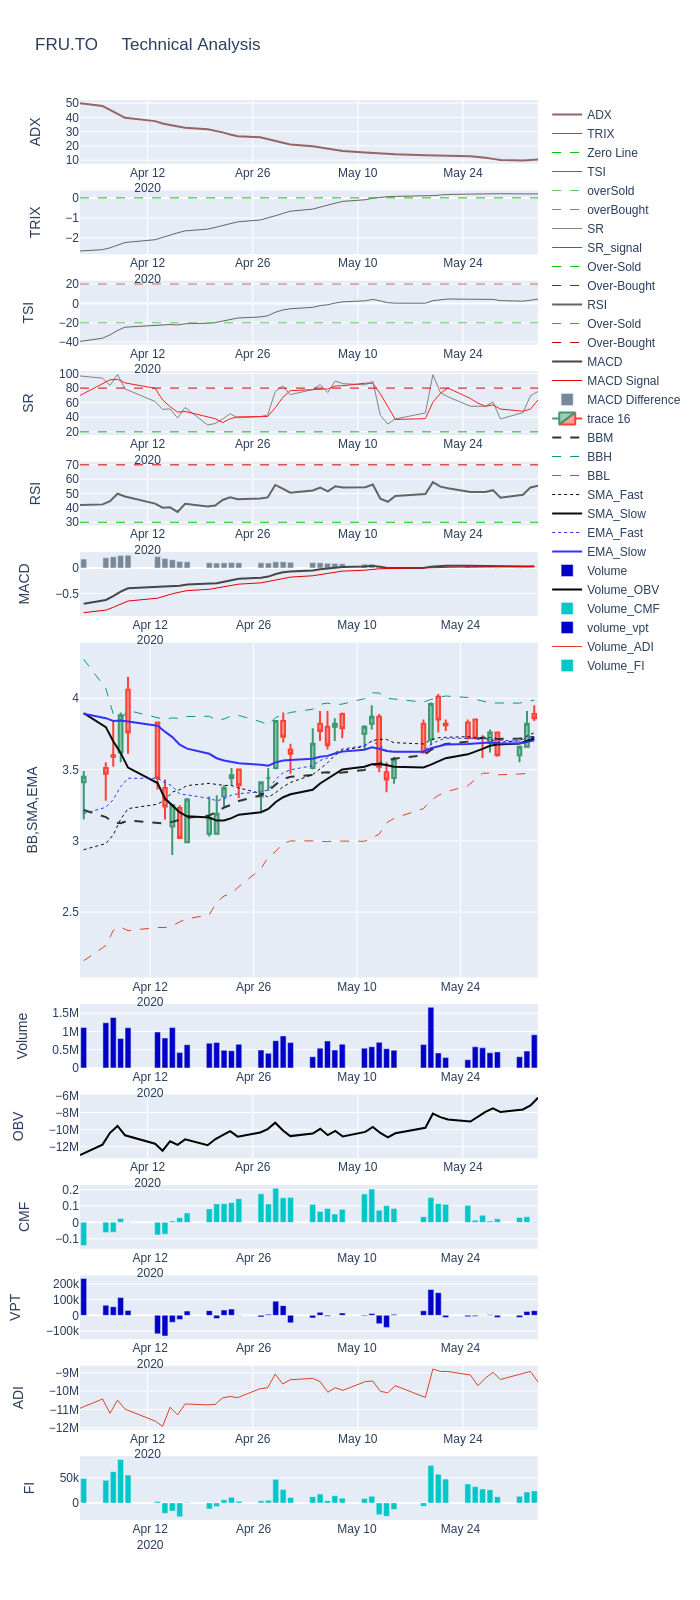 FRU.TO Technical Analysis
ADX
50
40
30
20
10
Apr 12
2020
Apr 26
May 10
May 24
TRIX
0
−1
−2
Apr 12
2020
Apr 26
May 10
May 24
TSI
20
0
−20
−40
Apr 12
2020
Apr 26
May 10
May 24
SR
100
80
60
40
20
Apr 12
2020
Apr 26
May 10
May 24
RSI
70
60
50
40
30
Apr 12
2020
Apr 26
May 10
May 24
MACD
0
−0.5
Apr 12
2020
Apr 26
May 10
May 24
BB,SMA,EMA
4
3.5
3
2.5
Apr 12
2020
Apr 26
May 10
May 24
Volume
1.5M
1M
0.5M
0
Apr 12
2020
Apr 26
May 10
May 24
OBV
−6M
−8M
−10M
−12M
Apr 12
2020
Apr 26
May 10
May 24
CMF
0.2
0.1
0
−0.1
Apr 12
2020
Apr 26
May 10
May 24
VPT
200k
100k
0
−100k
Apr 12
2020
Apr 26
May 10
May 24
ADI
−9M
−10M
−11M
−12M
Apr 12
2020
Apr 26
May 10
May 24
FI
50k
0
Apr 12
2020
Apr 26
May 10
May 24
ADX
TRIX
Zero Line
TSI
overSold
overBought
SR
SR_signal
Over-Sold
Over-Bought
RSI
Over-Sold
Over-Bought
MACD
MACD Signal
MACD Difference
trace 16
BBM
BBH
BBL
SMA_Fast
SMA_Slow
EMA_Fast
EMA_Slow
Volume
Volume_OBV
Volume_CMF
volume_vpt
Volume_ADI
Volume_FI